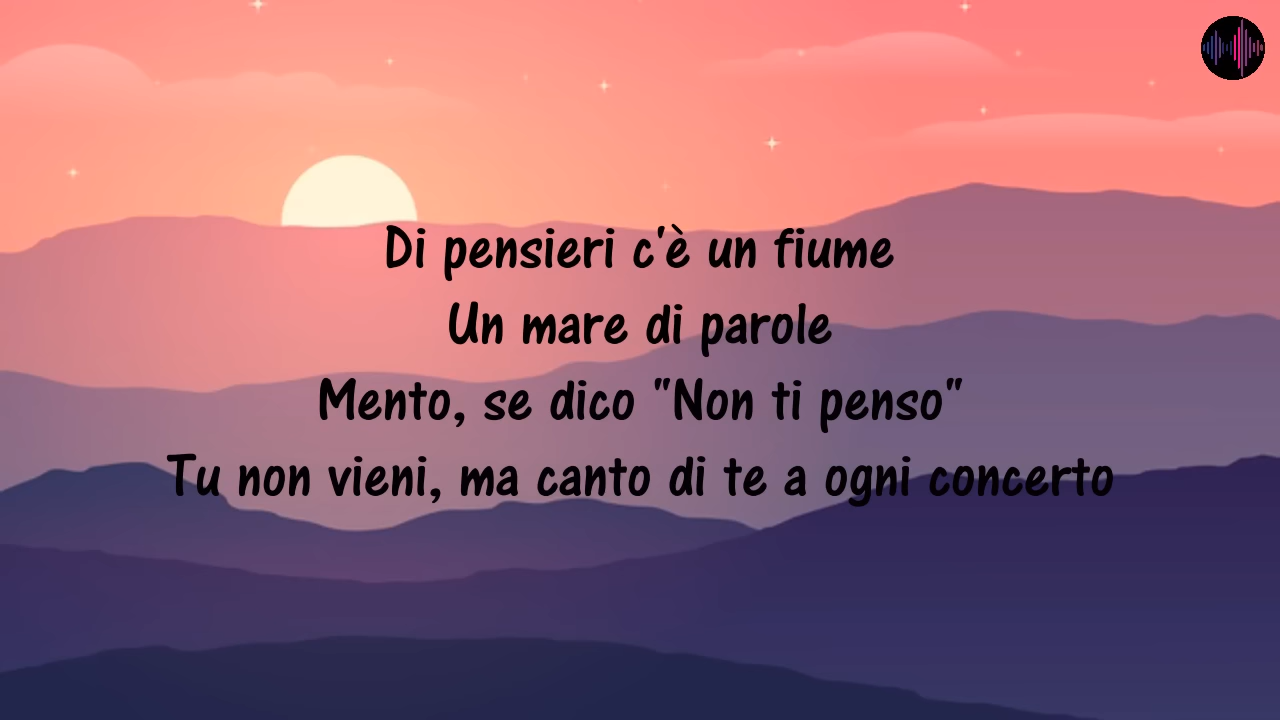 Di pensieri c'è un fiume
Un mare di parole
Mento, se dico "Non ti penso"
Tu non vieni, ma canto di te a ogni concerto